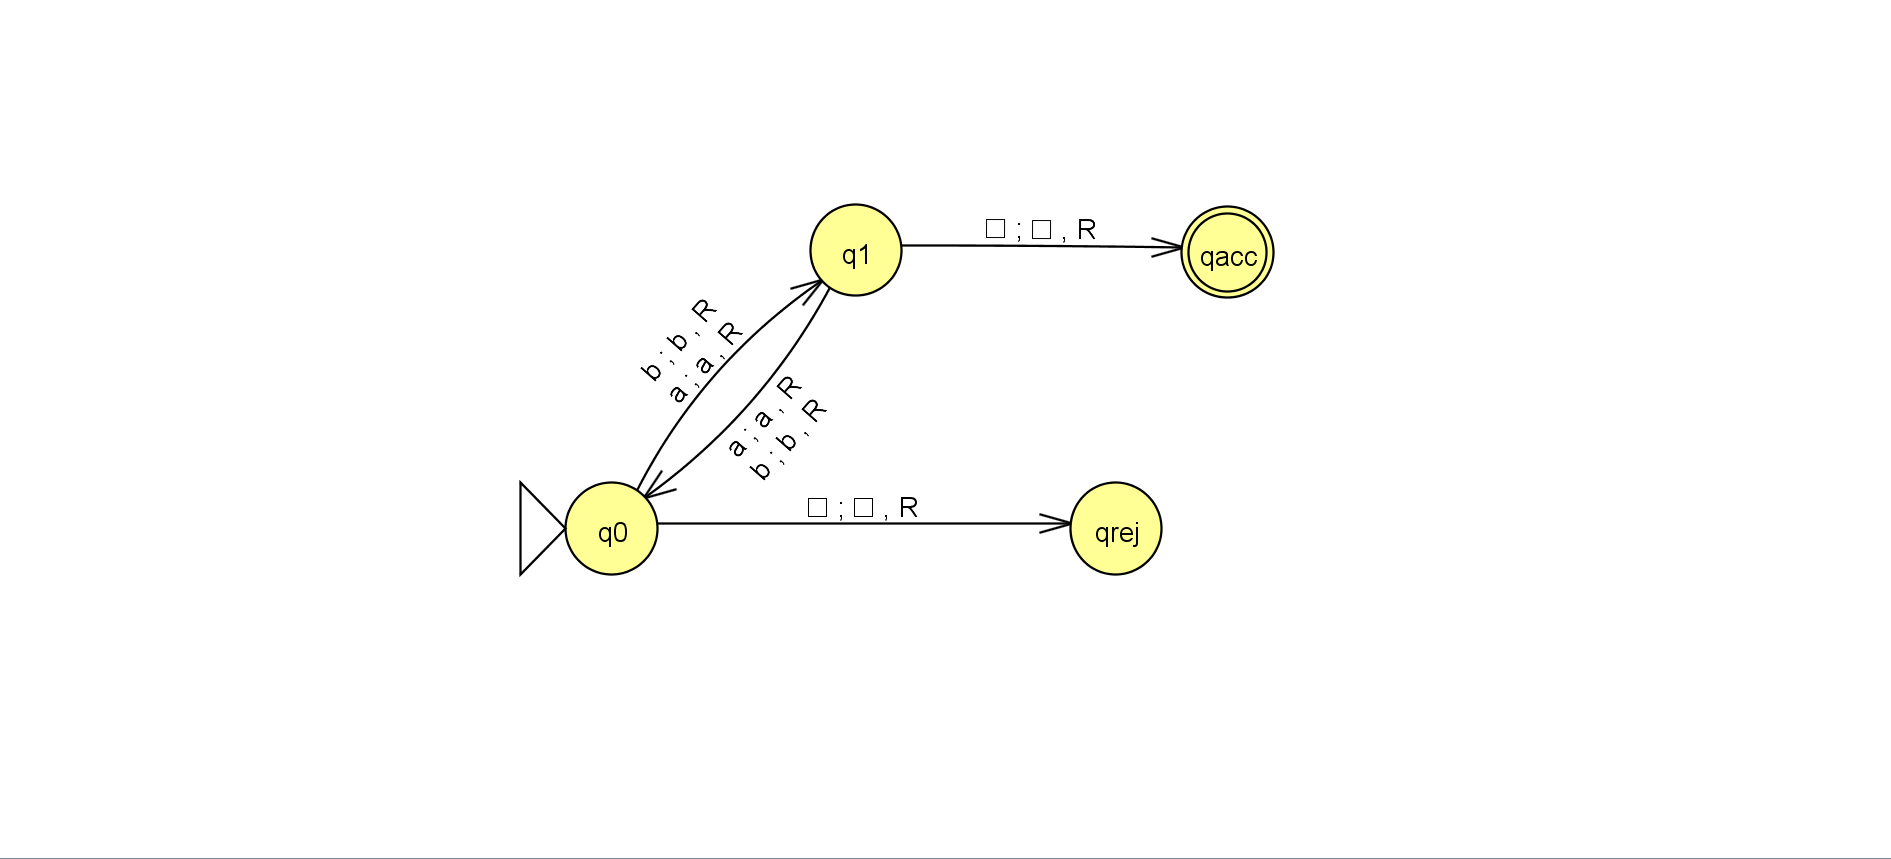 q1
□ ; □ , R
qacc
b ; b , R
a ; a , R
a ; a , R
b ; b , R
q0
□ ; □ , R
qrej